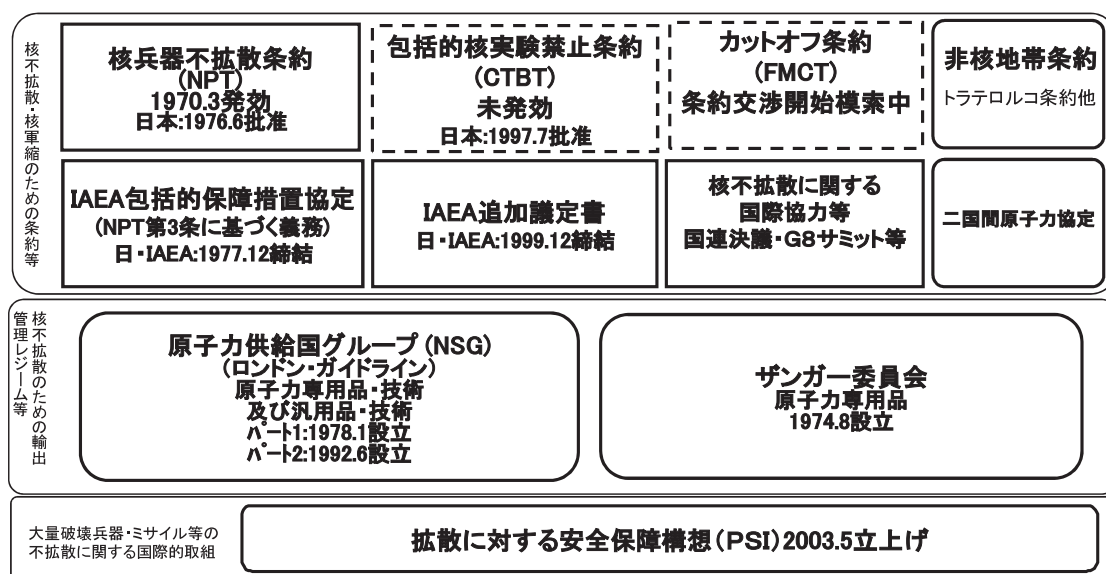 核不拡散・核軍縮のための条約等
核兵器不拡散条約
(NPT)
1970.3発効
日本:1976.6批准
包括的核実験禁止条約
(CTBT)
未発効
日本:1997.7批准
カットオフ条約
(FMCT)
条約交渉開始模索中
非核地帯条約
トラテロルコ条約他
IAEA包括的保障措置協定
(NPT第3条に基づく義務)
日・IAEA:1977.12締結
IAEA追加議定書
日・IAEA:1999.12締結
核不拡散に関する
国際協力等
国連決議・G8サミット等
二国間原子力協定
核不拡散のための輸出
管理レジーム等
原子力供給国グループ(NSG)
(ロンドン・ガイドライン)
原子力専用品・技術
及び汎用品・技術
パート1:1978.1設立
パート2:1992.6設立
ザンガー委員会
原子力専用品
1974.8設立
大量破壊兵器・ミサイル等の
不拡散に関する国際的取組
拡散に対する安全保障構想(PSI)2003.5立上げ